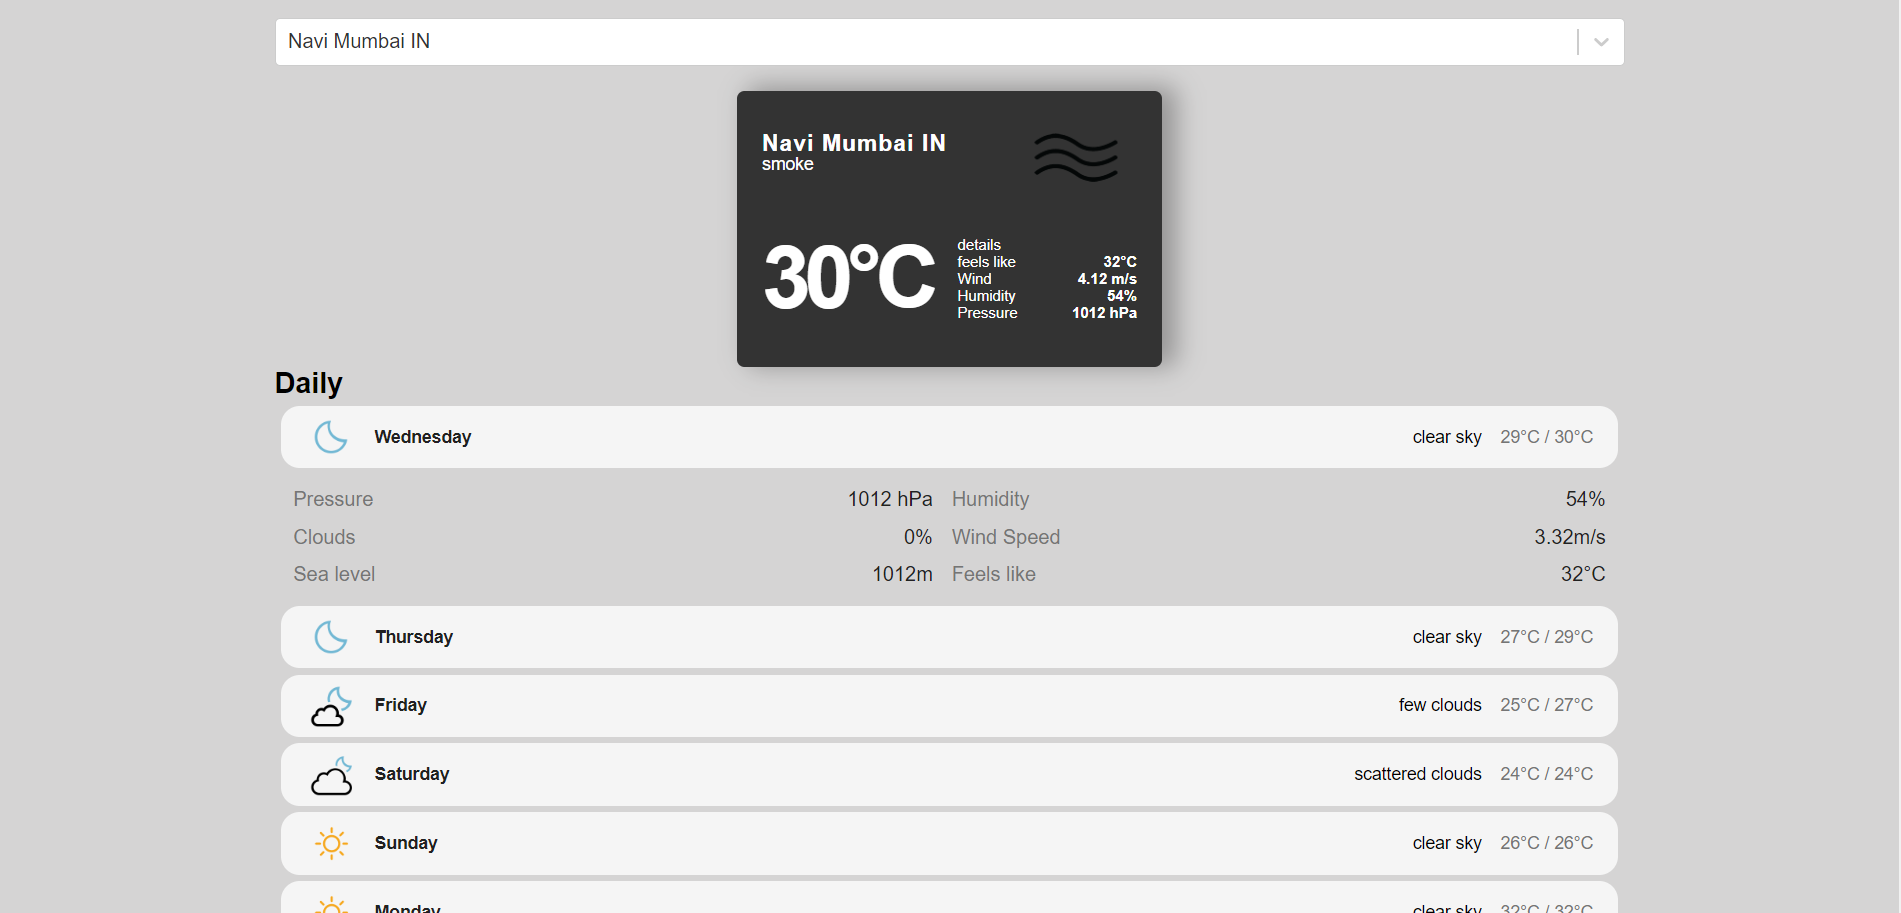 Navi Mumbai IN
Navi Mumbai IN
smoke
30°C
details
feels like 32°C
Wind 4.12 m/s
Humidity 54%
Pressure 1012 hPa
Daily
Wednesday clear sky 29°C / 30°C
Pressure 1012 hPa Humidity 54%
Clouds 0% Wind Speed 3.32m/s
Sea level 1012m Feels like 32°C
Thursday clear sky 27°C / 29°C
Friday few clouds 25°C / 27°C
Saturday scattered clouds 24°C / 24°C
Sunday clear sky 26°C / 26°C
Monday clear sky 32°C / 32°C